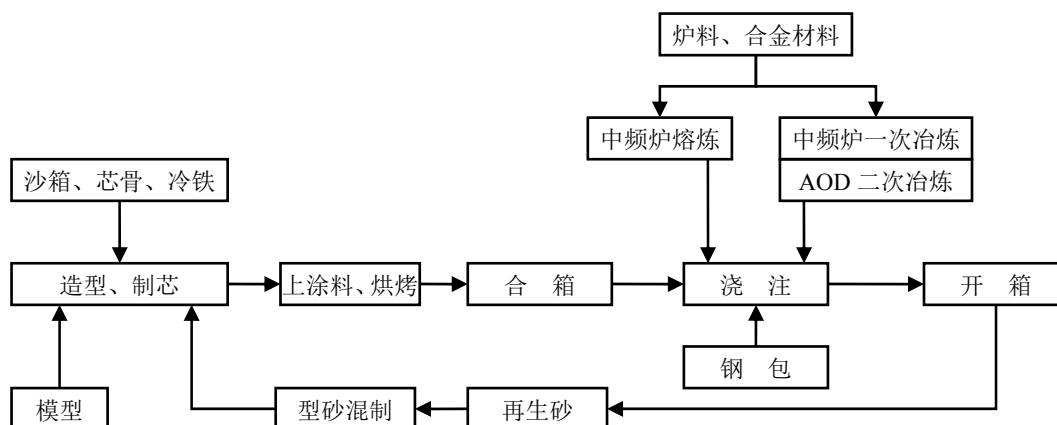 炉料、合金材料
中频炉熔炼
中频炉一次冶炼
AOD 二次冶炼
沙箱、芯骨、冷铁
造型、制芯
上涂料、烘烤
合 箱
浇 注
开 箱
钢 包
模型
型砂混制
再生砂